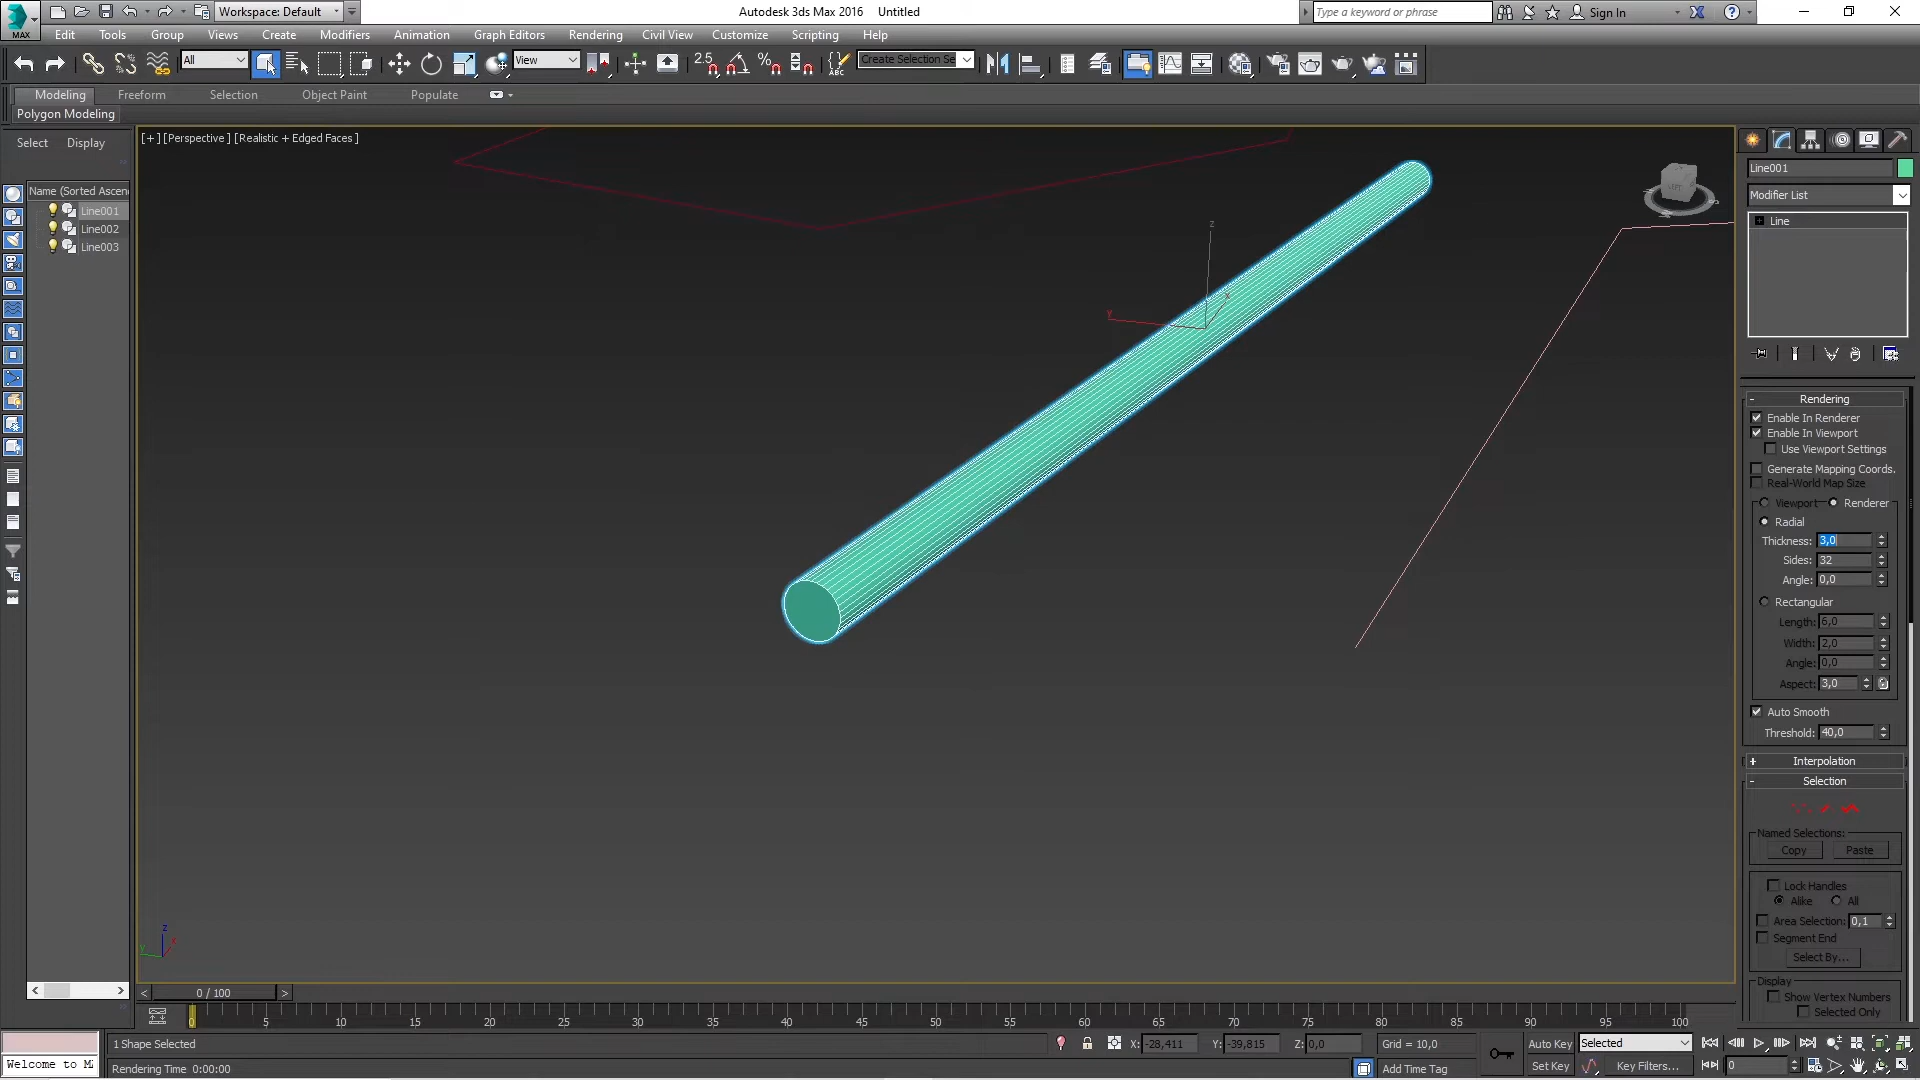 Workspace: Default
Autodesk 3ds Max 2016 Untitled
Type a keyword or phrase
Sign In
MAX
Edit Tools Group Views Create Modifiers Animation Graph Editors Rendering Civil View Customize Scripting Help
All
View
2.5
ABC
Create Selection Se
Modeling Freeform Selection Object Paint Populate
Polygon Modeling
Select Display
Name (Sorted Ascen
Line001
Line002
Line003
[+] [Perspective] [Realistic + Edged Faces]
z
Y
x
z
x
Y
Line001
Modifier List
Line
Rendering
Enable In Renderer
Enable In Viewport
Use Viewport Settings
Generate Mapping Coords.
Real-World Map Size
Viewport Renderer
Radial
Thickness: 3,0
Sides: 32
Angle: 0,0
Rectangular
Length: 6,0
Width: 2,0
Angle: 0,0
Aspect: 3,0
Auto Smooth
Threshold: 40,0
Interpolation
Selection
Named Selections:
Copy Paste
Lock Handles
Alike All
Area Selection: 0,1
Segment End
Select By...
Display
Show Vertex Numbers
Selected Only
< 0 / 100 >
0 5 10 15 20 25 30 35 40 45 50 55 60 65 70 75 80 85 90 95 100
1 Shape Selected
X: -28,411 Y: -39,815 Z: 0,0
Grid = 10,0
Auto Key Selected
Welcome to M
Rendering Time 0:00:00
Add Time Tag
Set Key Key Filters...
0